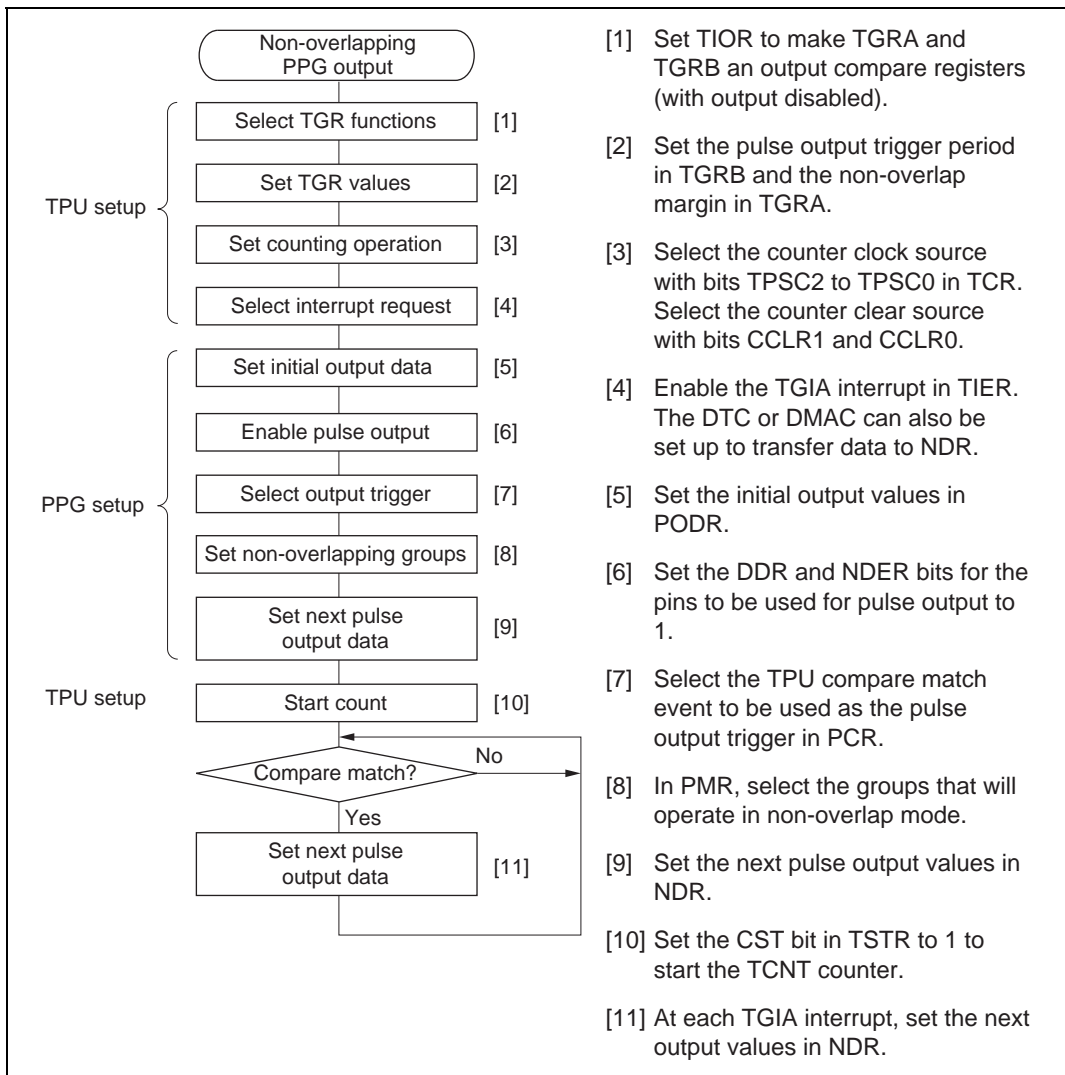 Non-overlapping
PPG output
TPU setup
Select TGR functions [1]
Set TGR values [2]
Set counting operation [3]
Select interrupt request [4]
PPG setup
Set initial output data [5]
Enable pulse output [6]
Select output trigger [7]
Set non-overlapping groups [8]
Set next pulse
output data [9]
TPU setup
Start count [10]
Compare match?
No
Yes
Set next pulse
output data [11]
[1] Set TIOR to make TGRA and
TGRB an output compare registers
(with output disabled).
[2] Set the pulse output trigger period
in TGRB and the non-overlap
margin in TGRA.
[3] Select the counter clock source
with bits TPSC2 to TPSC0 in TCR.
Select the counter clear source
with bits CCLR1 and CCLR0.
[4] Enable the TGIA interrupt in TIER.
The DTC or DMAC can also be
set up to transfer data to NDR.
[5] Set the initial output values in
PODR.
[6] Set the DDR and NDER bits for the
pins to be used for pulse output to
1.
[7] Select the TPU compare match
event to be used as the pulse
output trigger in PCR.
[8] In PMR, select the groups that will
operate in non-overlap mode.
[9] Set the next pulse output values in
NDR.
[10] Set the CST bit in TSTR to 1 to
start the TCNT counter.
[11] At each TGIA interrupt, set the next
output values in NDR.